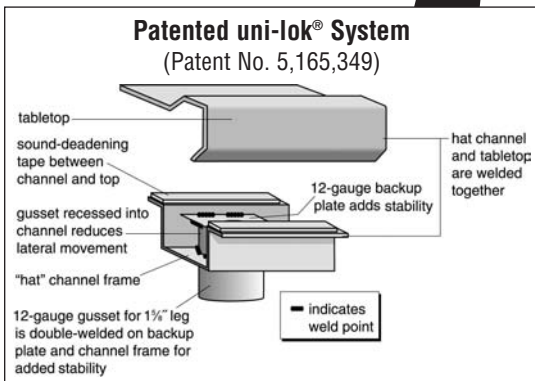 Patented uni-lok® System
(Patent No. 5,165,349)
tabletop
sound-deadening
tape between
channel and top
gusset recessed into
channel reduces
lateral movement
"hat" channel frame
12-gauge gusset for 1⅝" leg
is double-welded on backup
plate and channel frame for
added stability
12-gauge backup
plate adds stability
hat channel
and tabletop
are welded
together
indicates
weld point